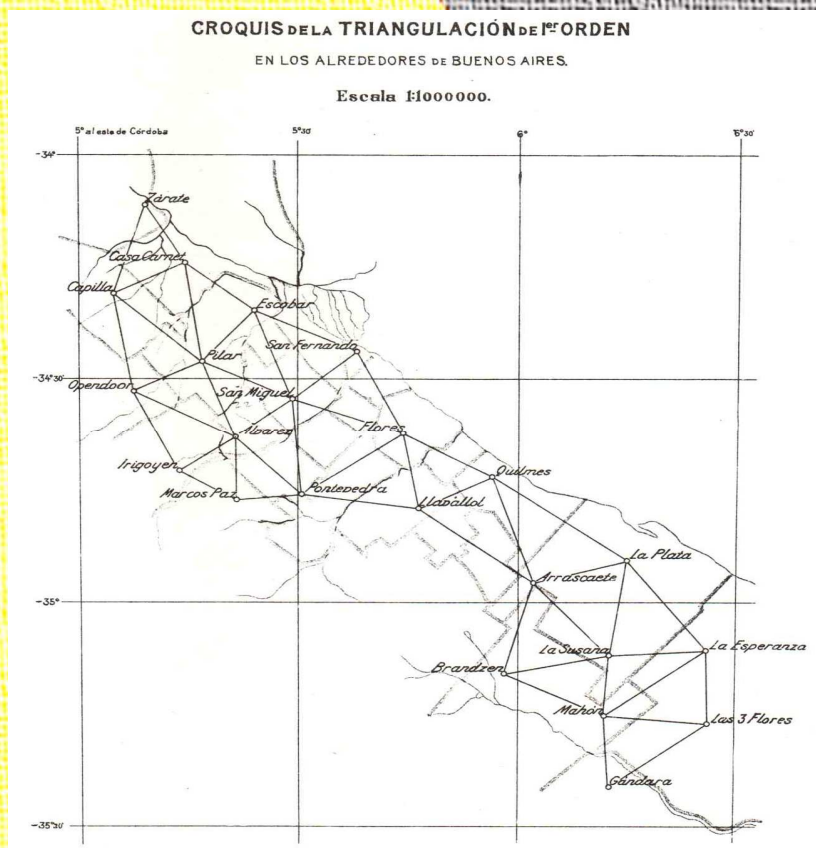 CROQUIS DE LA TRIANGULACIÓN DE 1er ORDEN
EN LOS ALREDEDORES DE BUENOS AIRES.
Escala 1:1000000.
5° al este de Córdoba
5°30'
6°
6°30'
-34°
Zárate
Casa Carnet
Capilla
Escobar
San Fernando
Pilar
-34°30'
Opendoor
San Miguel
Alvarez
Flores
Irigoyen
Quilmes
Marcos Paz
Pontevedra
Llavallol
La Plata
Arrascaete
-35°
La Susana
La Esperanza
Brandzen
Mahón
Las 3 Flores
Gándara
-35°30'